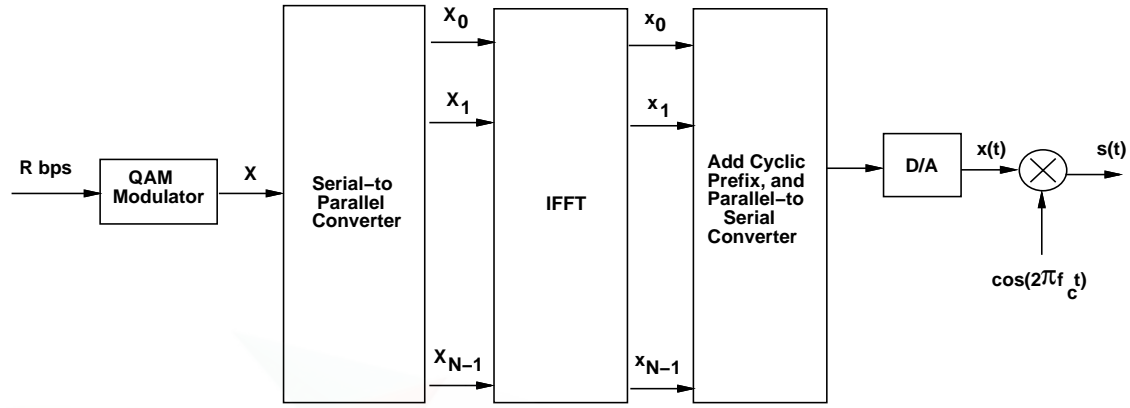 R bps
QAM
Modulator
X
Serial–to
Parallel
Converter
X0
X1
XN–1
IFFT
x0
x1
xN–1
Add Cyclic
Prefix, and
Parallel–to
Serial
Converter
D/A
x(t)
s(t)
cos(2πfct)